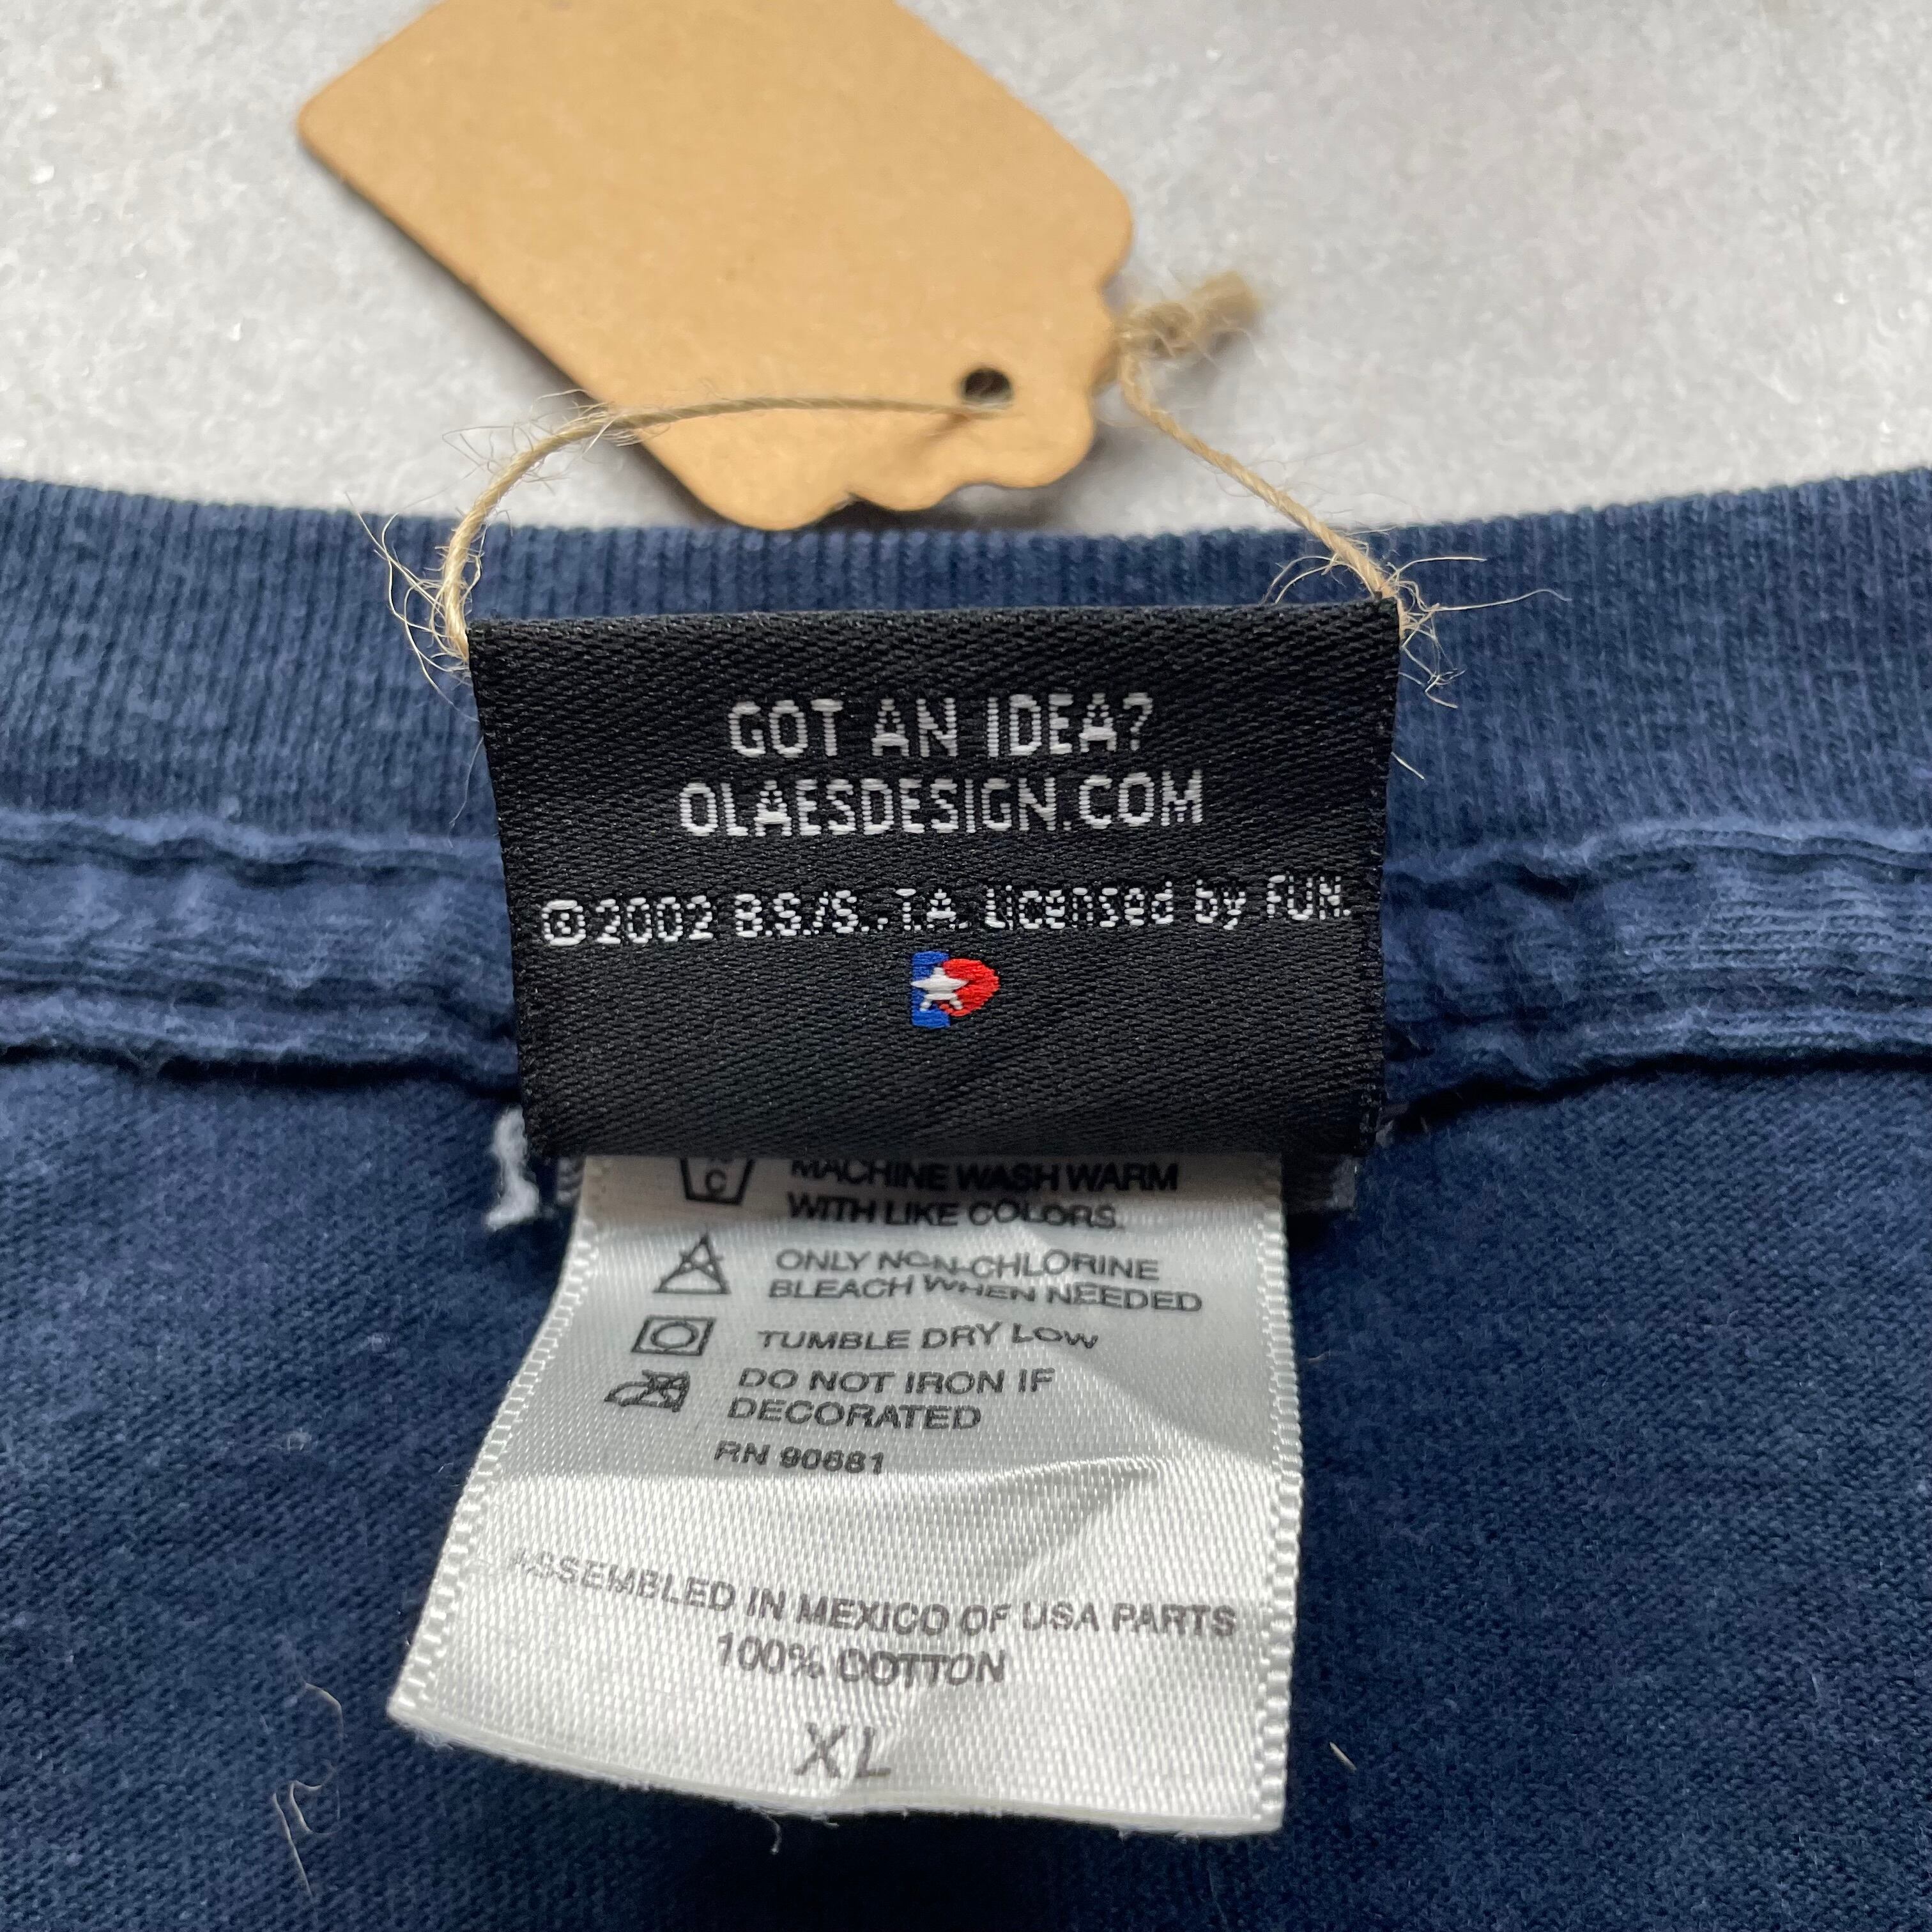 GOT AN IDEA?
OLAESDESIGN.COM
©2002 B.S./S.-T.A. Licensed by FUN.
C
MACHINE WASH WARM
WITH LIKE COLORS.
ONLY NON-CHLORINE
BLEACH WHEN NEEDED
TUMBLE DRY LOW
DO NOT IRON IF
DECORATED
RN 90681
ASSEMBLED IN MEXICO OF USA PARTS
100% COTTON
XL